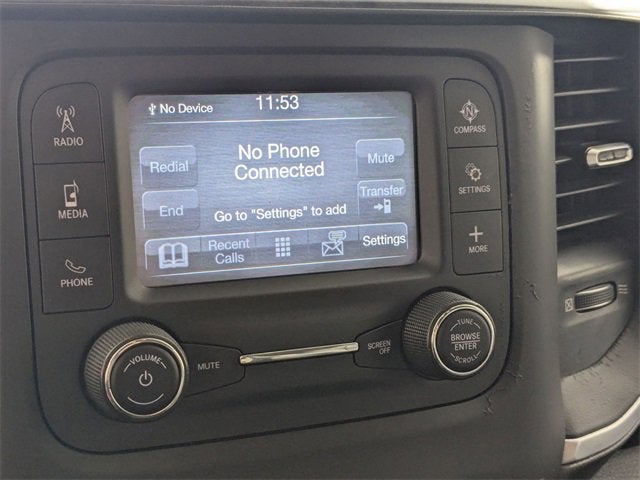 RADIO
MEDIA
PHONE
No Device
11:53
Redial
No Phone
Connected
Mute
End
Go to "Settings" to add
Transfer
Recent
Calls
Settings
N
COMPASS
SETTINGS
MORE
VOLUME
MUTE
SCREEN
OFF
TUNE
BROWSE
ENTER
SCROLL